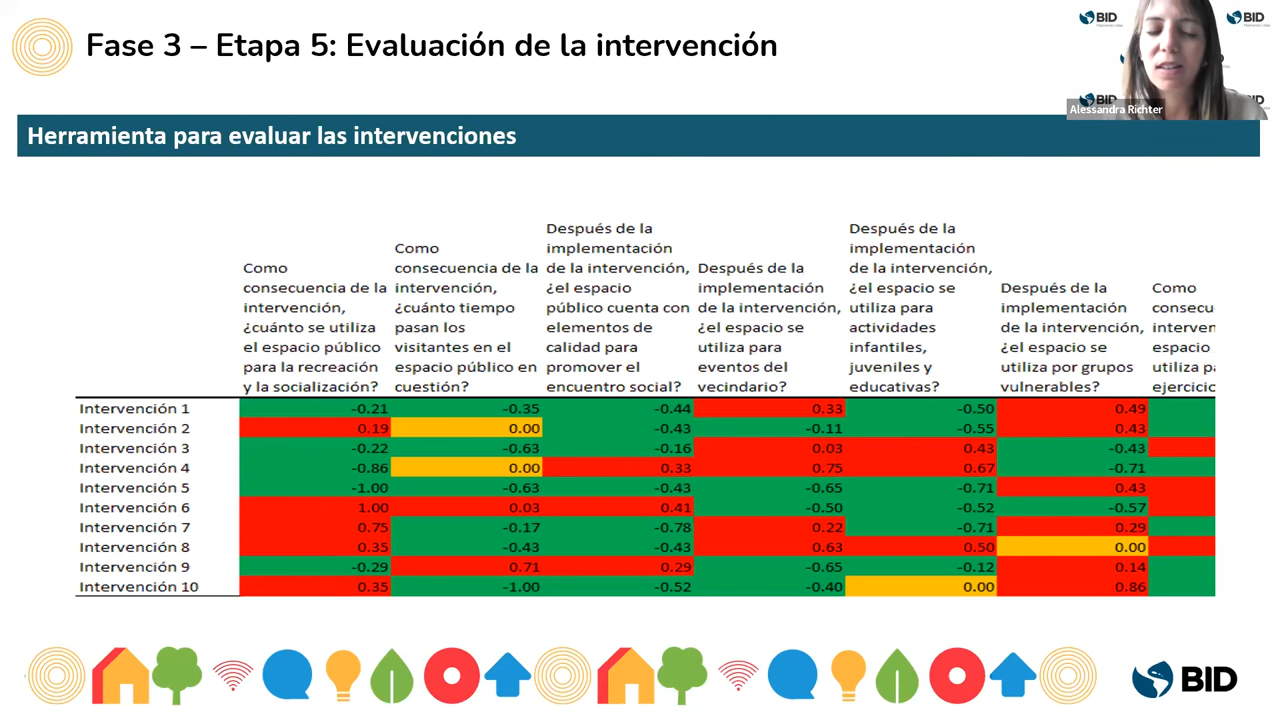 Fase 3 – Etapa 5: Evaluación de la intervención
BID
BID
BID
BID
Alessandra Richter
Herramienta para evaluar las intervenciones
Como
consecuencia de la
intervención,
¿cuánto se utiliza
el espacio público
para la recreación
y la socialización?
Como
consecuencia de la
intervención,
¿cuánto tiempo
pasan los
visitantes en el
espacio público en
cuestión?
Después de la
implementación
de la intervención,
¿el espacio
público cuenta con
elementos de
calidad para
promover el
encuentro social?
Después de la
implementación
de la intervención,
¿el espacio se
utiliza para
eventos del
vecindario?
Después de la
implementación
de la intervención,
¿el espacio se
utiliza para
actividades
infantiles,
juveniles y
educativas?
Después de la
implementación
de la intervención,
¿el espacio se
utiliza por grupos
vulnerables?
Como
consecu
interven
espacio
utiliza pa
ejercicio
Intervención 1 -0.21 -0.35 -0.44 0.33 -0.50 0.49
Intervención 2 0.19 0.00 -0.43 -0.11 -0.55 0.43
Intervención 3 -0.22 -0.63 -0.16 0.03 0.43 -0.43
Intervención 4 -0.86 0.00 0.33 0.75 0.67 -0.71
Intervención 5 -1.00 -0.63 -0.43 -0.65 -0.71 0.43
Intervención 6 1.00 0.03 0.41 -0.50 -0.52 -0.57
Intervención 7 0.75 -0.17 -0.78 0.22 -0.71 0.29
Intervención 8 0.35 -0.43 -0.43 0.63 0.50 0.00
Intervención 9 -0.29 0.71 0.29 -0.65 -0.12 0.14
Intervención 10 0.35 -1.00 -0.52 -0.40 0.00 0.86
BID